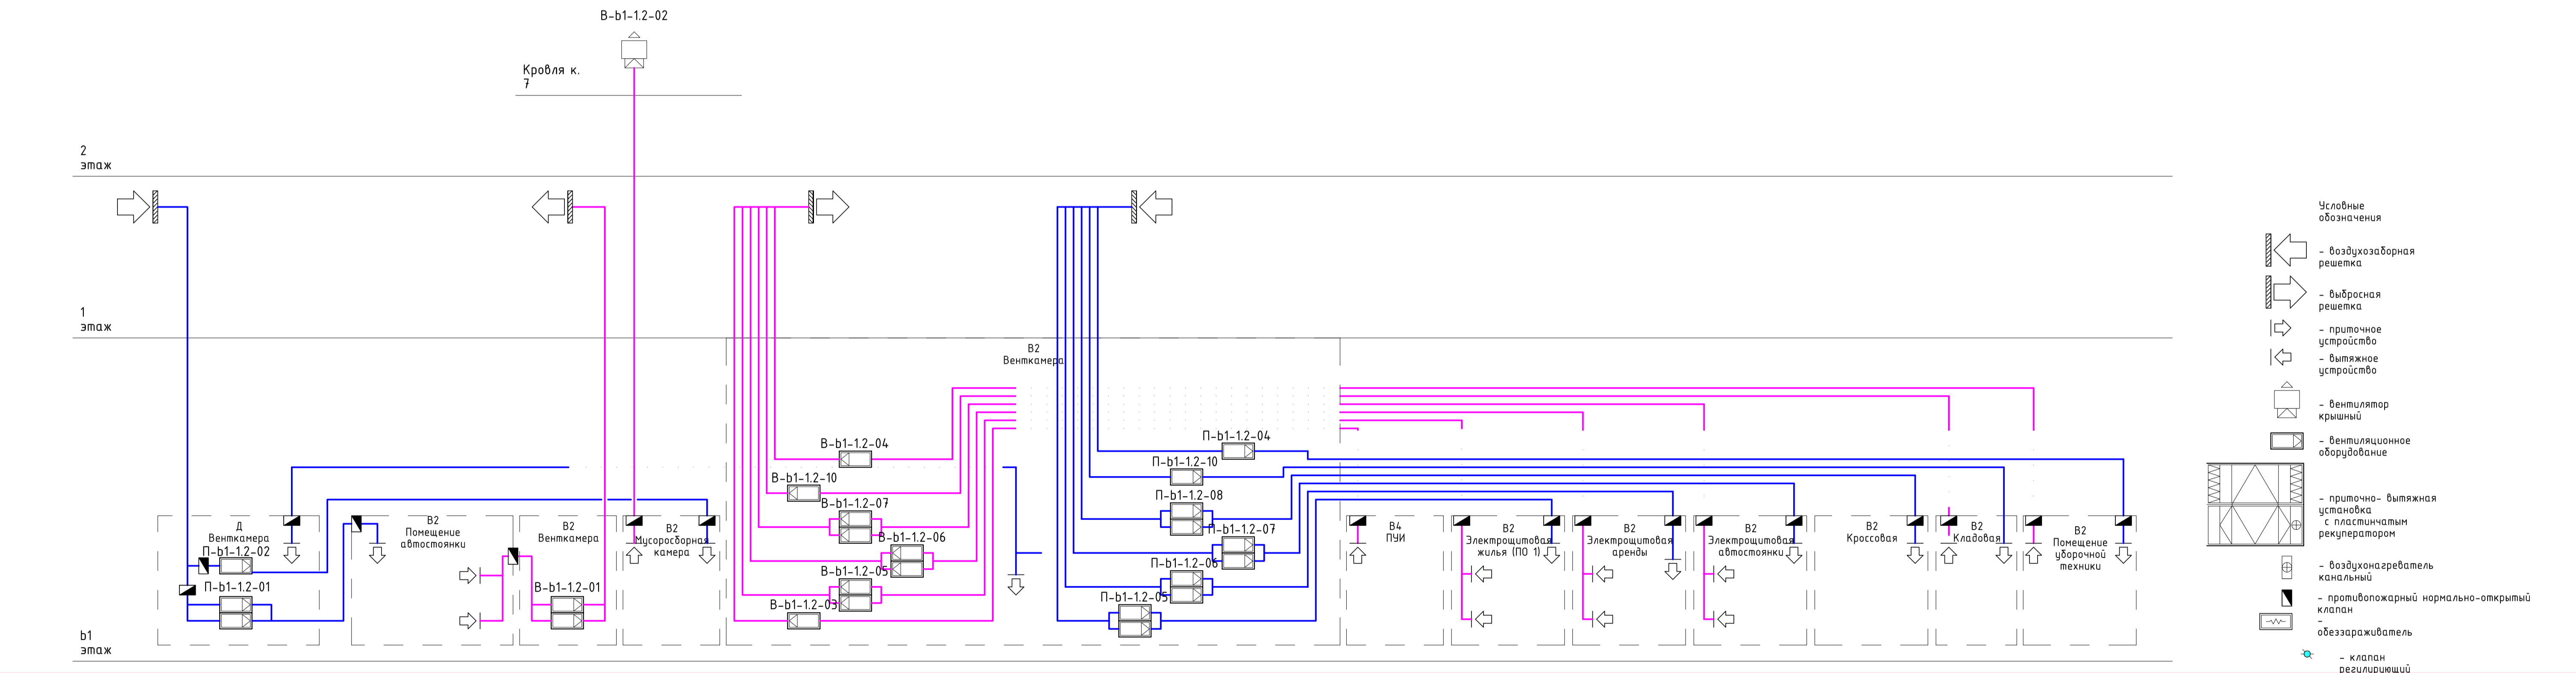 В-b1-1.2-02
Кровля к.
7
2
этаж
1
этаж
b1
этаж
Д
Венткамера
П-b1-1.2-02
П-b1-1.2-01
В2
Помещение
автостоянки
В2
Венткамера
В-b1-1.2-01
В2
Мусоросборная
камера
В2
Венткамера
В-b1-1.2-04
В-b1-1.2-10
В-b1-1.2-07
В-b1-1.2-06
В-b1-1.2-05
В-b1-1.2-03
П-b1-1.2-04
П-b1-1.2-10
П-b1-1.2-08
П-b1-1.2-07
П-b1-1.2-06
П-b1-1.2-05
В4
ПУИ
В2
Электрощитовая
жилья (ПО 1)
В2
Электрощитовая
аренды
В2
Электрощитовая
автостоянки
В2
Кроссовая
В2
Кладовая
В2
Помещение
уборочной
техники
Условные
обозначения
- воздухозаборная
решетка
- выбросная
решетка
- приточное
устройство
- вытяжное
устройство
- вентилятор
крышный
- вентиляционное
оборудование
- приточно- вытяжная
установка
с пластинчатым
рекуператором
- воздухонагреватель
канальный
- противопожарный нормально-открытый
клапан
-
обеззараживатель
- клапан
регулирующий